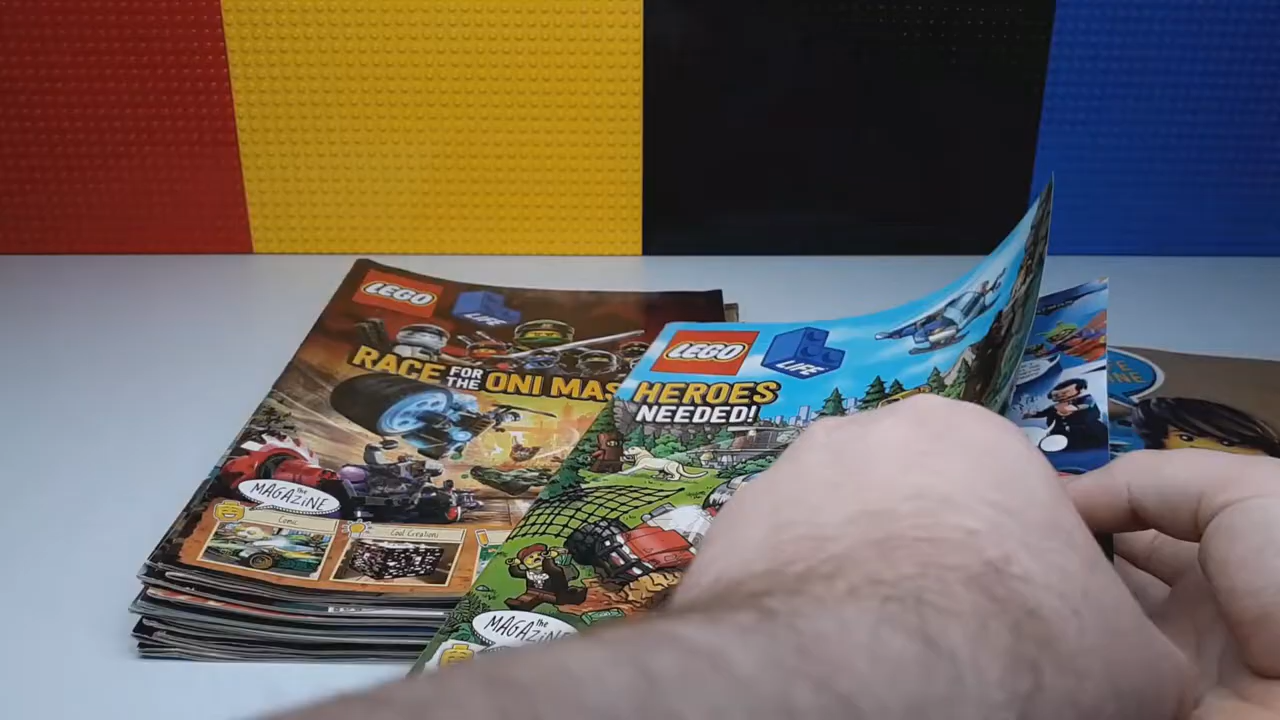 LEGO
LIFE
RACE FOR THE ONI MAS
the
MAGAZINE
Comic
Cool Creations
LEGO
LIFE
HEROES
NEEDED!
the
MAGAZINE